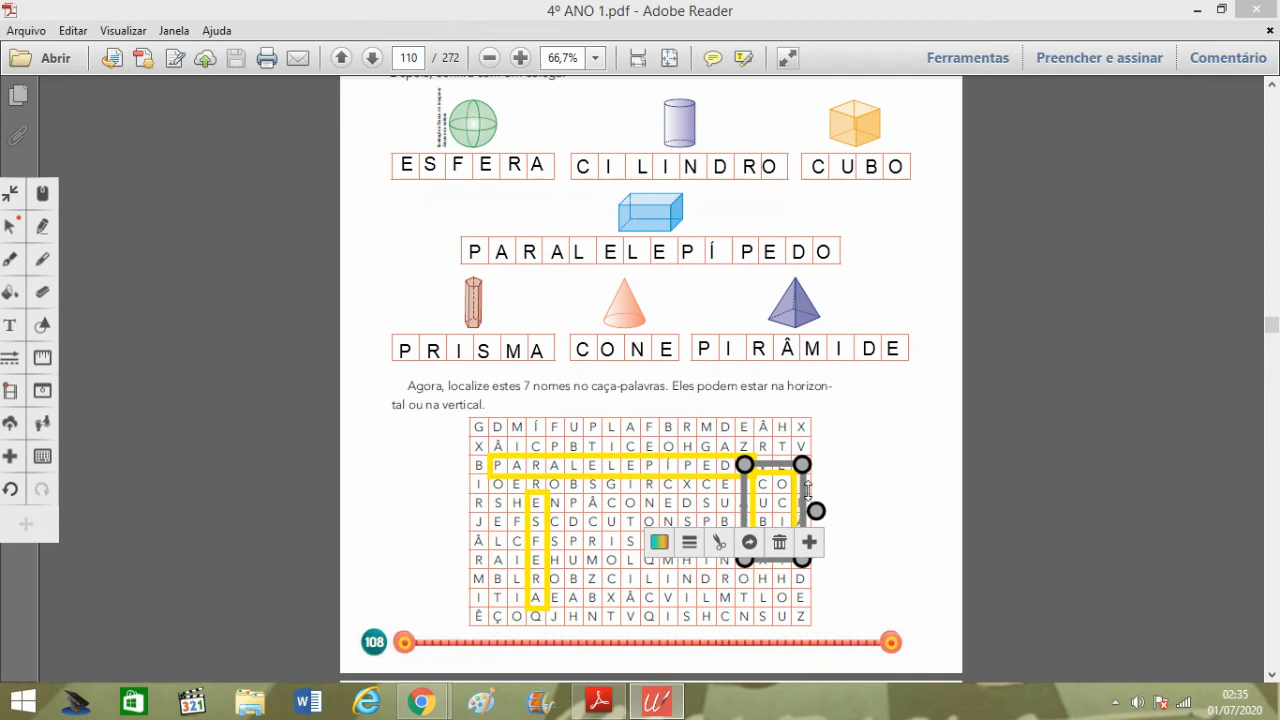 4º ANO 1.pdf - Adobe Reader
Arquivo Editar Visualizar Janela Ajuda
Abrir 110 / 272 66,7% Ferramentas Preencher e assinar Comentário
E S F E R A C I L I N D R O C U B O
P A R A L E L E P Í P E D O
P R I S M A C O N E P I R Â M I D E
Agora, localize estes 7 nomes no caça-palavras. Eles podem estar na horizon-
tal ou na vertical.
G D M Í F U P L A F B R M D E Â H X
X Â I C P B T I C E O H G A Z R T V
B P A R A L E L E P Í P E D
I O E R O B S G I R C X C E C O
R S H E N P Â C O N E D S U U C
J E F S C D C U T O N S P B B I
Â L C F S P R I S
R A I E H U M O L Q M H I N
M B L R O B Z C I L I N D R O H H D
I T I A E A B X Â C V I L M T L O E
Ê Ç O Q J H N T V Q I S H C N S U Z
108
321
02:35
01/07/2020